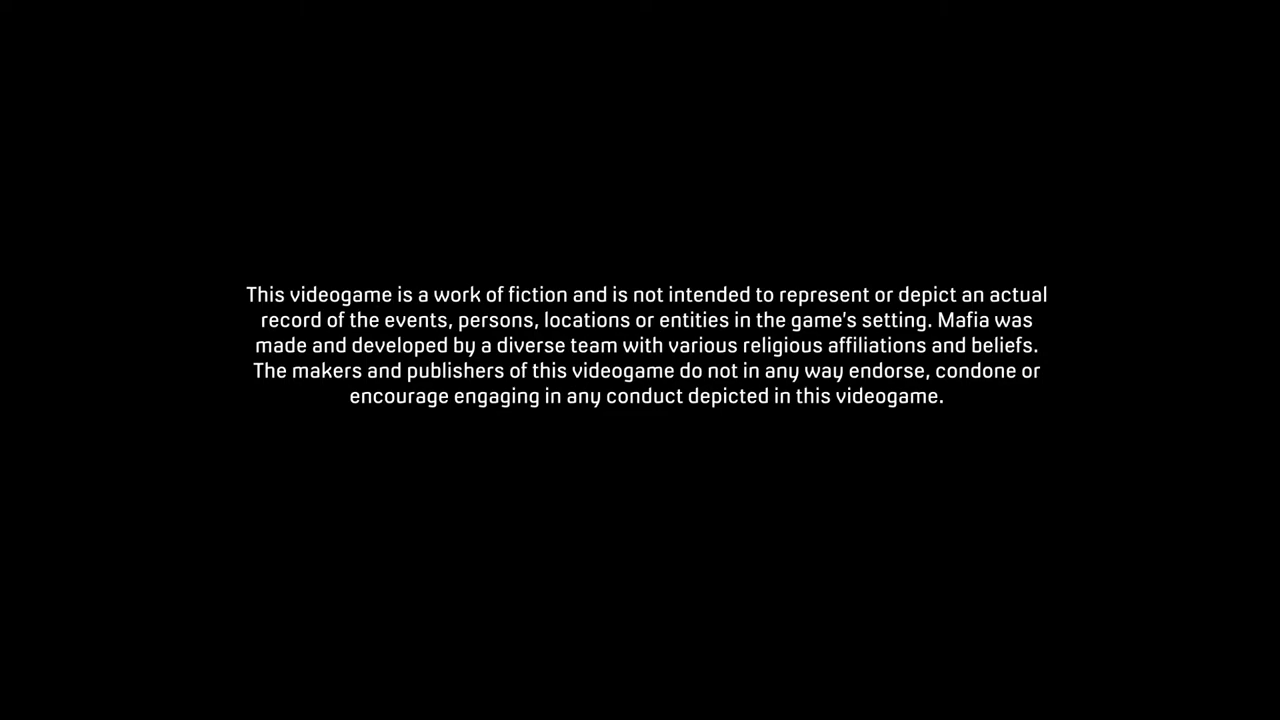 This videogame is a work of fiction and is not intended to represent or depict an actual
record of the events, persons, locations or entities in the game's setting. Mafia was
made and developed by a diverse team with various religious affiliations and beliefs.
The makers and publishers of this videogame do not in any way endorse, condone or
encourage engaging in any conduct depicted in this videogame.